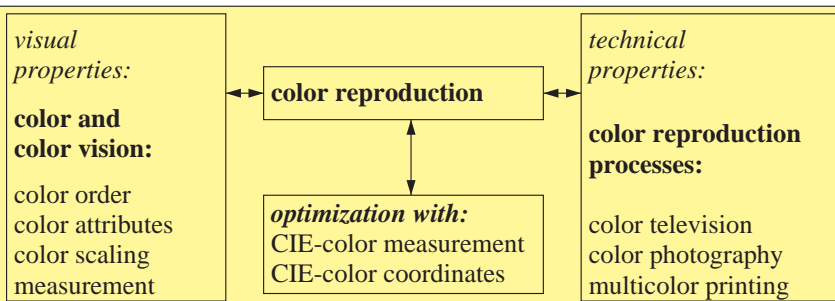 visual
properties:
color and
color vision:
color order
color attributes
color scaling
measurement
color reproduction
optimization with:
CIE-color measurement
CIE-color coordinates
technical
properties:
color reproduction
processes:
color television
color photography
multicolor printing